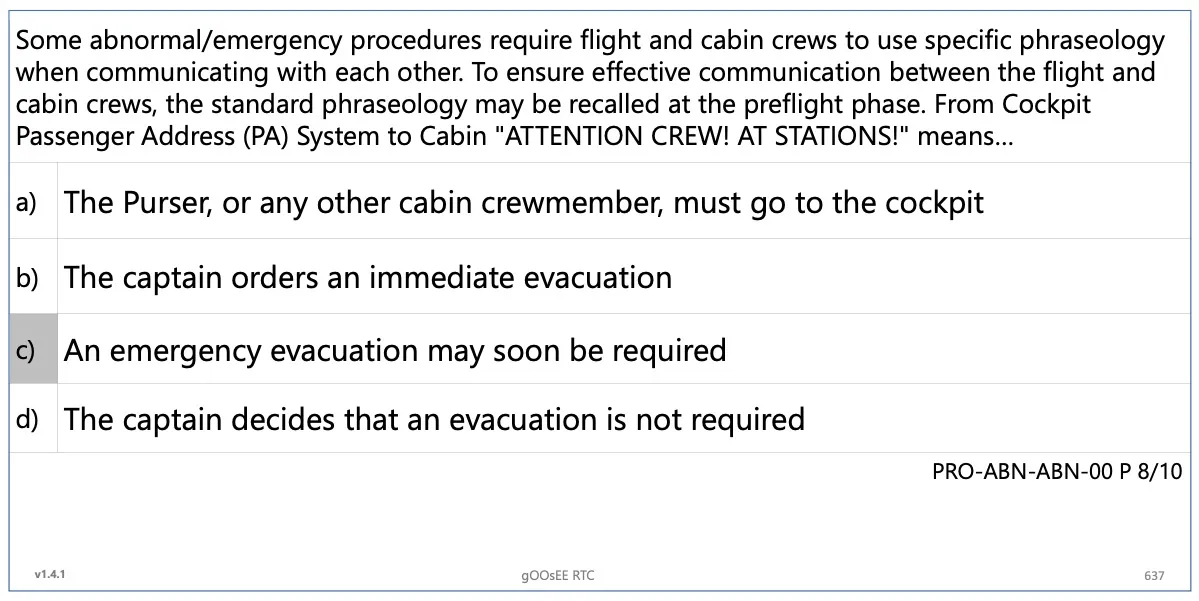 Some abnormal/emergency procedures require flight and cabin crews to use specific phraseology
when communicating with each other. To ensure effective communication between the flight and
cabin crews, the standard phraseology may be recalled at the preflight phase. From Cockpit
Passenger Address (PA) System to Cabin "ATTENTION CREW! AT STATIONS!" means...
a) The Purser, or any other cabin crewmember, must go to the cockpit
b) The captain orders an immediate evacuation
c) An emergency evacuation may soon be required
d) The captain decides that an evacuation is not required
PRO-ABN-ABN-00 P 8/10
v1.4.1 gOOsEE RTC 637